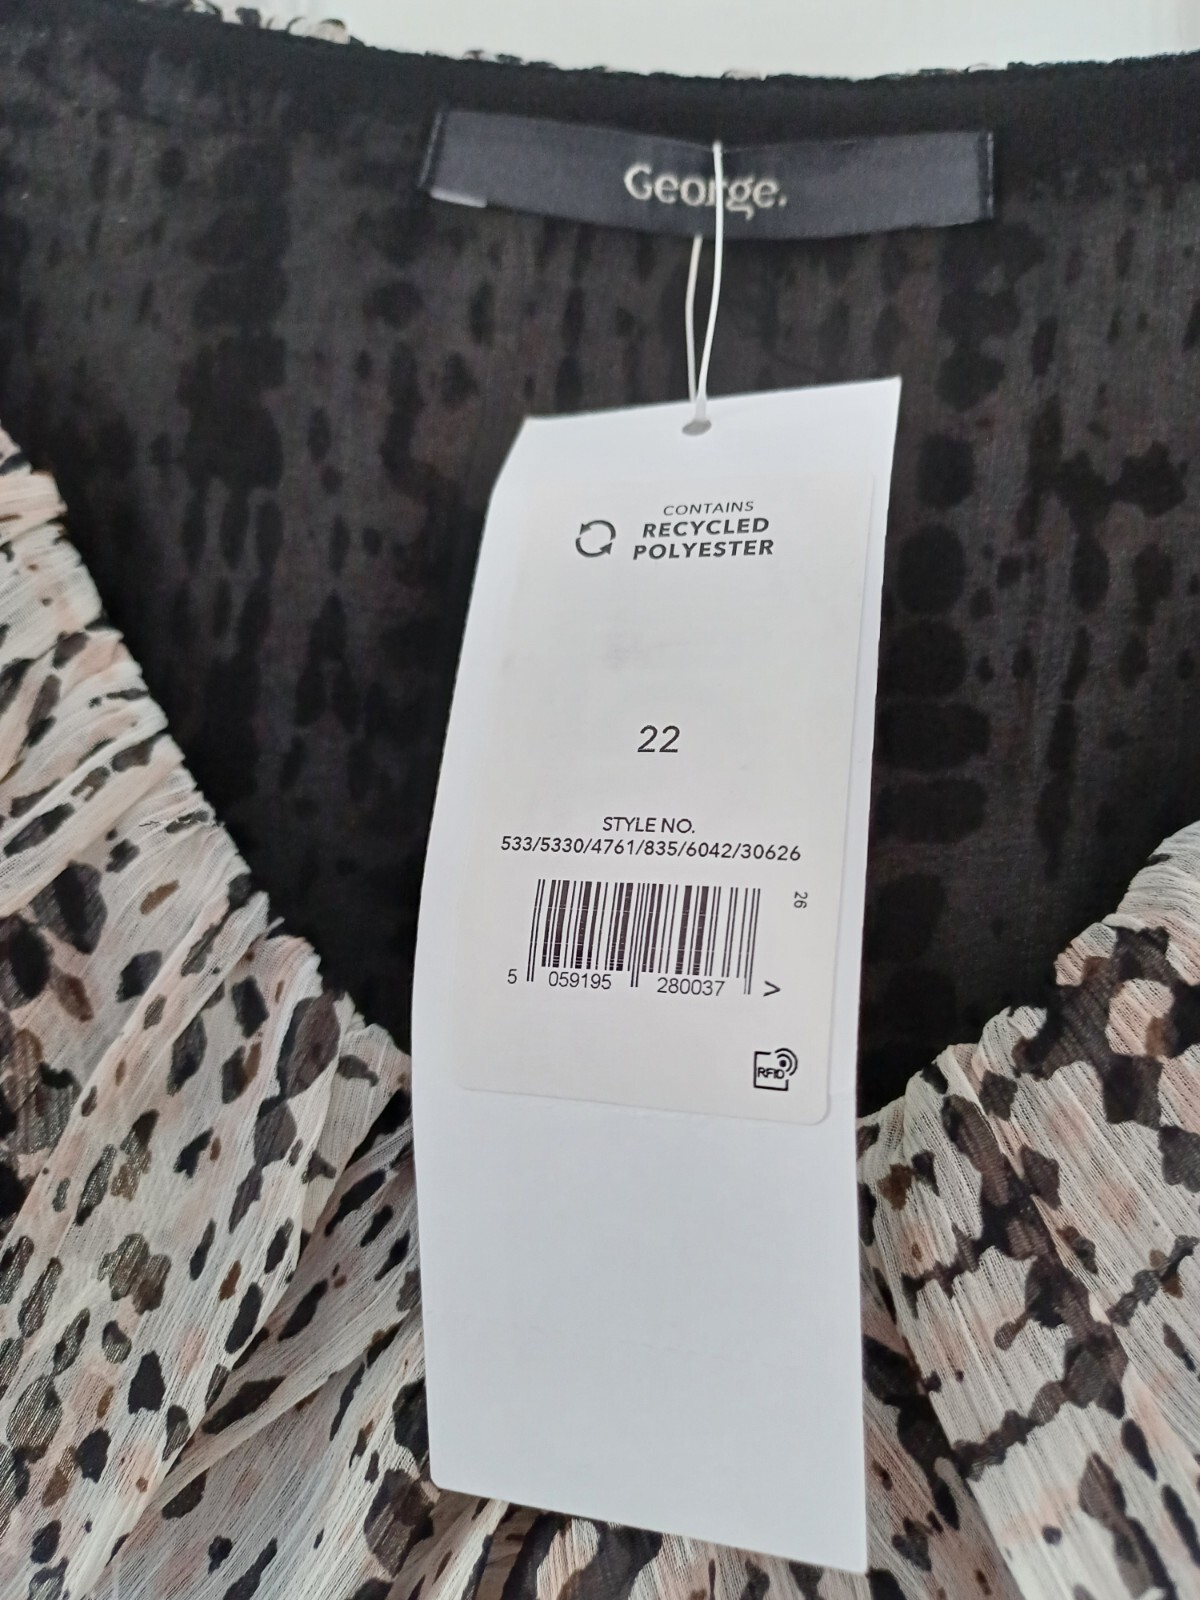 George.
CONTAINS
RECYCLED
POLYESTER
22
STYLE NO.
533/5330/4761/835/6042/30626
26
5 059195 280037 >
RFID